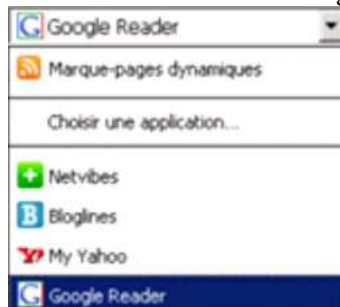 Google Reader
Marque-pages dynamiques
Choisir une application...
Netvibes
Bloglines
My Yahoo
Google Reader